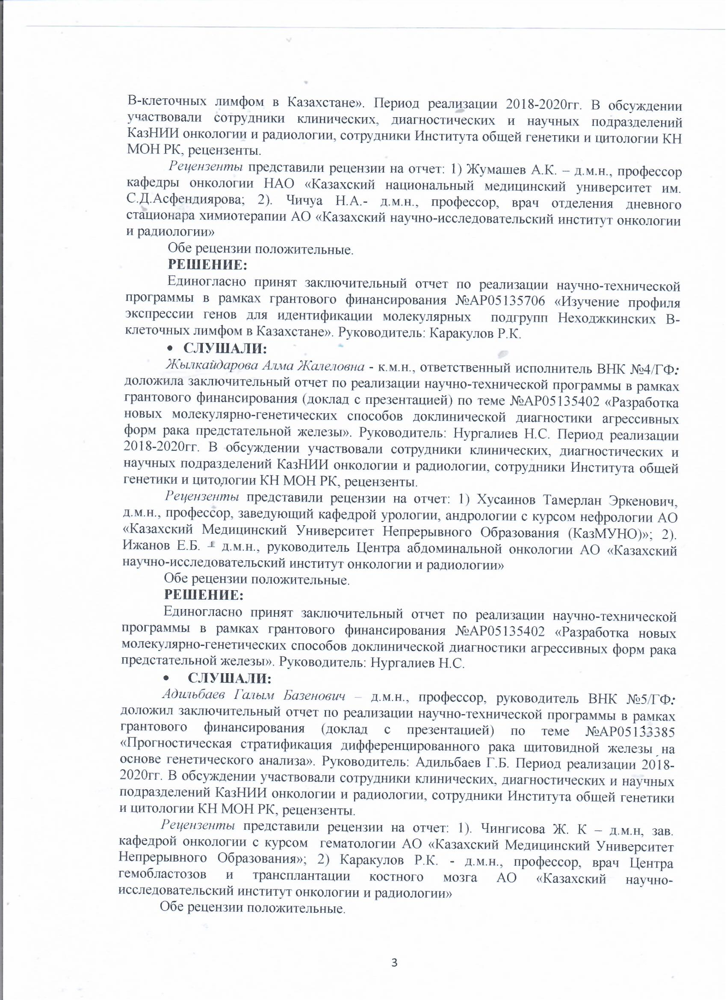 В-клеточных лимфом в Казахстане». Период реализации 2018-2020гг. В обсуждении
участвовали сотрудники клинических, диагностических и научных подразделений
КазНИИ онкологии и радиологии, сотрудники Института общей генетики и цитологии КН
МОН РК, рецензенты.
Рецензенты представили рецензии на отчет: 1) Жумашев А.К. – д.м.н., профессор
кафедры онкологии НАО «Казахский национальный медицинский университет им.
С.Д.Асфендиярова; 2). Чичуа Н.А.- д.м.н., профессор, врач отделения дневного
стационара химиотерапии АО «Казахский научно-исследовательский институт онкологии
и радиологии»
Обе рецензии положительные.
РЕШЕНИЕ:
Единогласно принят заключительный отчет по реализации научно-технической
программы в рамках грантового финансирования №АР05135706 «Изучение профиля
экспрессии генов для идентификации молекулярных подгрупп Неходжкинских В-
клеточных лимфом в Казахстане». Руководитель: Каракулов Р.К.
• СЛУШАЛИ:
Жылкайдарова Алма Жалеловна - к.м.н., ответственный исполнитель ВНК №4/ГФ:
доложила заключительный отчет по реализации научно-технической программы в рамках
грантового финансирования (доклад с презентацией) по теме №АР05135402 «Разработка
новых молекулярно-генетических способов доклинической диагностики агрессивных
форм рака предстательной железы». Руководитель: Нургалиев Н.С. Период реализации
2018-2020гг. В обсуждении участвовали сотрудники клинических, диагностических и
научных подразделений КазНИИ онкологии и радиологии, сотрудники Института общей
генетики и цитологии КН МОН РК, рецензенты.
Рецензенты представили рецензии на отчет: 1) Хусаинов Тамерлан Эркенович,
д.м.н., профессор, заведующий кафедрой урологии, андрологии с курсом нефрологии АО
«Казахский Медицинский Университет Непрерывного Образования (КазМУНО)»; 2).
Ижанов Е.Б. – д.м.н., руководитель Центра абдоминальной онкологии АО «Казахский
научно-исследовательский институт онкологии и радиологии»
Обе рецензии положительные.
РЕШЕНИЕ:
Единогласно принят заключительный отчет по реализации научно-технической
программы в рамках грантового финансирования №АР05135402 «Разработка новых
молекулярно-генетических способов доклинической диагностики агрессивных форм рака
предстательной железы». Руководитель: Нургалиев Н.С.
• СЛУШАЛИ:
Адильбаев Галым Базенович – д.м.н., профессор, руководитель ВНК №5/ГФ:
доложил заключительный отчет по реализации научно-технической программы в рамках
грантового финансирования (доклад с презентацией) по теме №АР05133385
«Прогностическая стратификация дифференцированного рака щитовидной железы на
основе генетического анализа». Руководитель: Адильбаев Г.Б. Период реализации 2018-
2020гг. В обсуждении участвовали сотрудники клинических, диагностических и научных
подразделений КазНИИ онкологии и радиологии, сотрудники Института общей генетики
и цитологии КН МОН РК, рецензенты.
Рецензенты представили рецензии на отчет: 1). Чингисова Ж. К – д.м.н, зав.
кафедрой онкологии с курсом гематологии АО «Казахский Медицинский Университет
Непрерывного Образования»; 2) Каракулов Р.К. - д.м.н., профессор, врач Центра
гемобластозов и трансплантации костного мозга АО «Казахский научно-
исследовательский институт онкологии и радиологии»
Обе рецензии положительные.
3